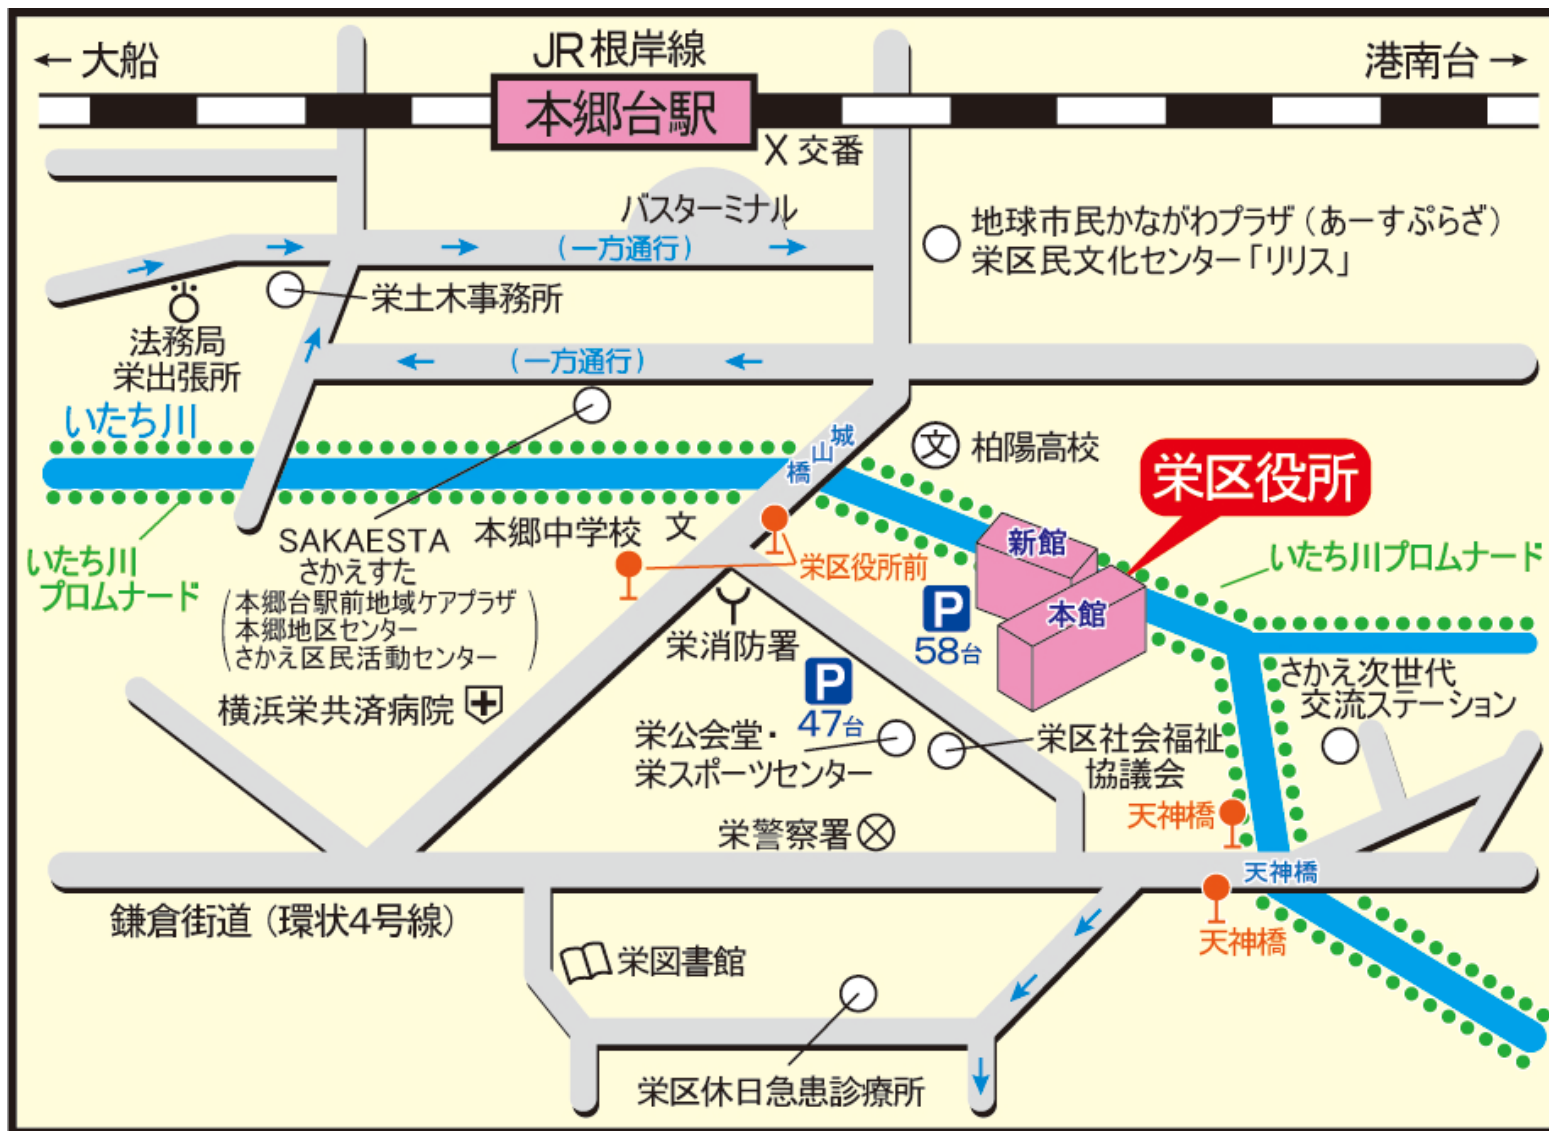 ← 大船
JR根岸線
港南台 →
本郷台駅
X 交番
バスターミナル
(一方通行)
地球市民かながわプラザ(あーすぷらざ)
栄区民文化センター「リリス」
栄土木事務所
法務局
栄出張所
(一方通行)
いたち川
城山橋
文 柏陽高校
栄区役所
SAKAESTA
さかえすた
(本郷台駅前地域ケアプラザ
本郷地区センター
さかえ区民活動センター)
本郷中学校 文
栄区役所前
新館
本館
いたち川プロムナード
いたち川
プロムナード
栄消防署
P
58台
P
47台
横浜栄共済病院
栄公会堂・
栄スポーツセンター
栄区社会福祉
協議会
さかえ次世代
交流ステーション
天神橋
栄警察署
天神橋
天神橋
鎌倉街道(環状4号線)
栄図書館
栄区休日急患診療所